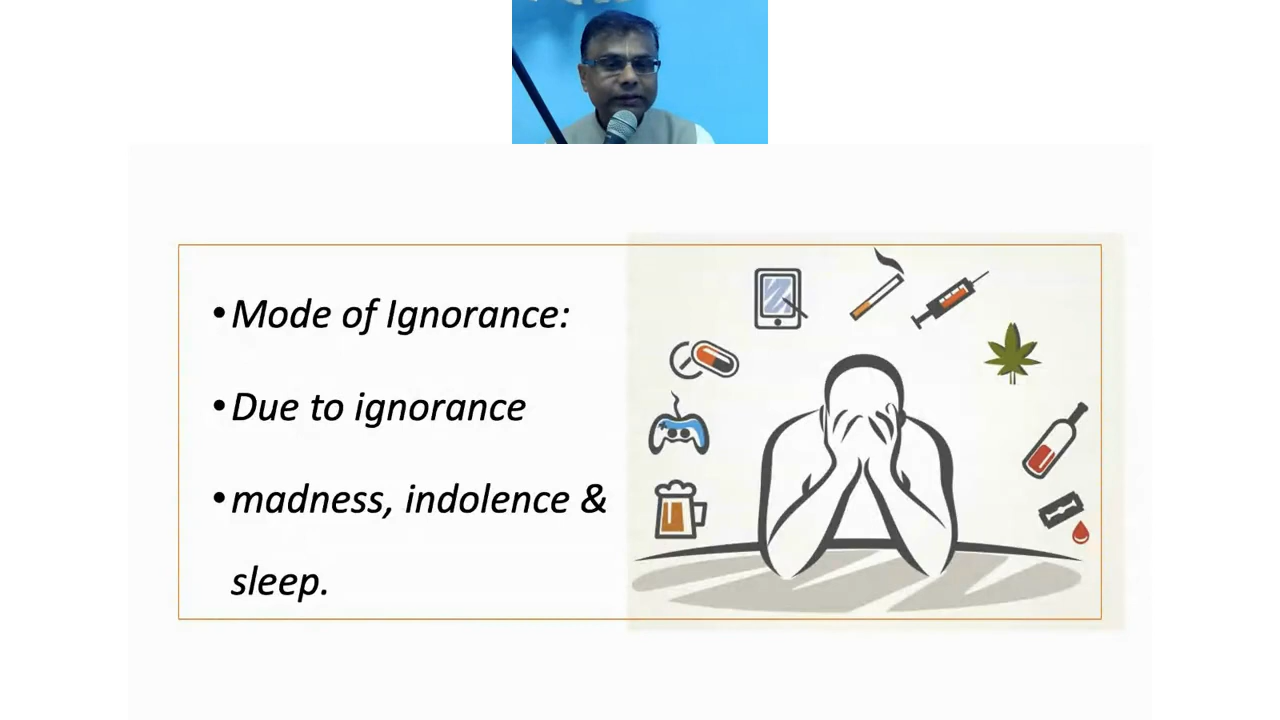 •Mode of Ignorance:
•Due to ignorance
•madness, indolence &
sleep.